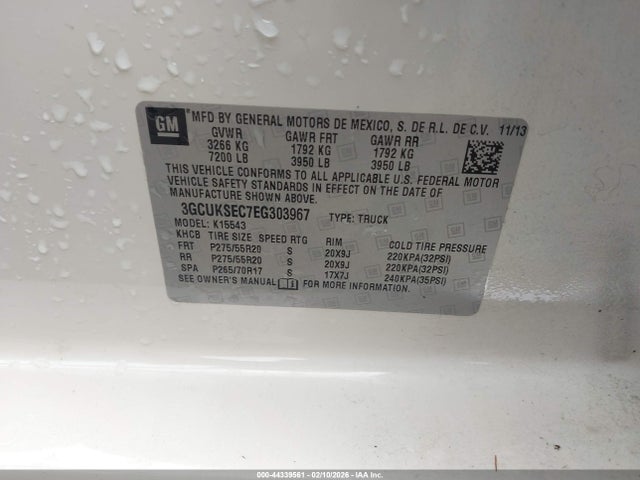 GM
*MFD BY GENERAL MOTORS DE MEXICO, S. DE R.L. DE C.V. 11/13
GVWR GAWR FRT GAWR RR
3266 KG 1792 KG 1792 KG
7200 LB 3950 LB 3950 LB
THIS VEHICLE CONFORMS TO ALL APPLICABLE U.S. FEDERAL MOTOR
VEHICLE SAFETY STANDARDS IN EFFECT ON THE DATE OF
MANUFACTURE SHOWN ABOVE.
3GCUKSEC7EG303967 TYPE: TRUCK
MODEL: K15543
KHCB TIRE SIZE SPEED RTG RIM COLD TIRE PRESSURE
FRT P275/55R20 S 20X9J 220KPA(32PSI)
RR P275/55R20 S 20X9J 220KPA(32PSI)
SPA P265/70R17 S 17X7J 240KPA(35PSI)
SEE OWNER'S MANUAL FOR MORE INFORMATION.
000-44339561 - 02/10/2026 - IAAI.COM